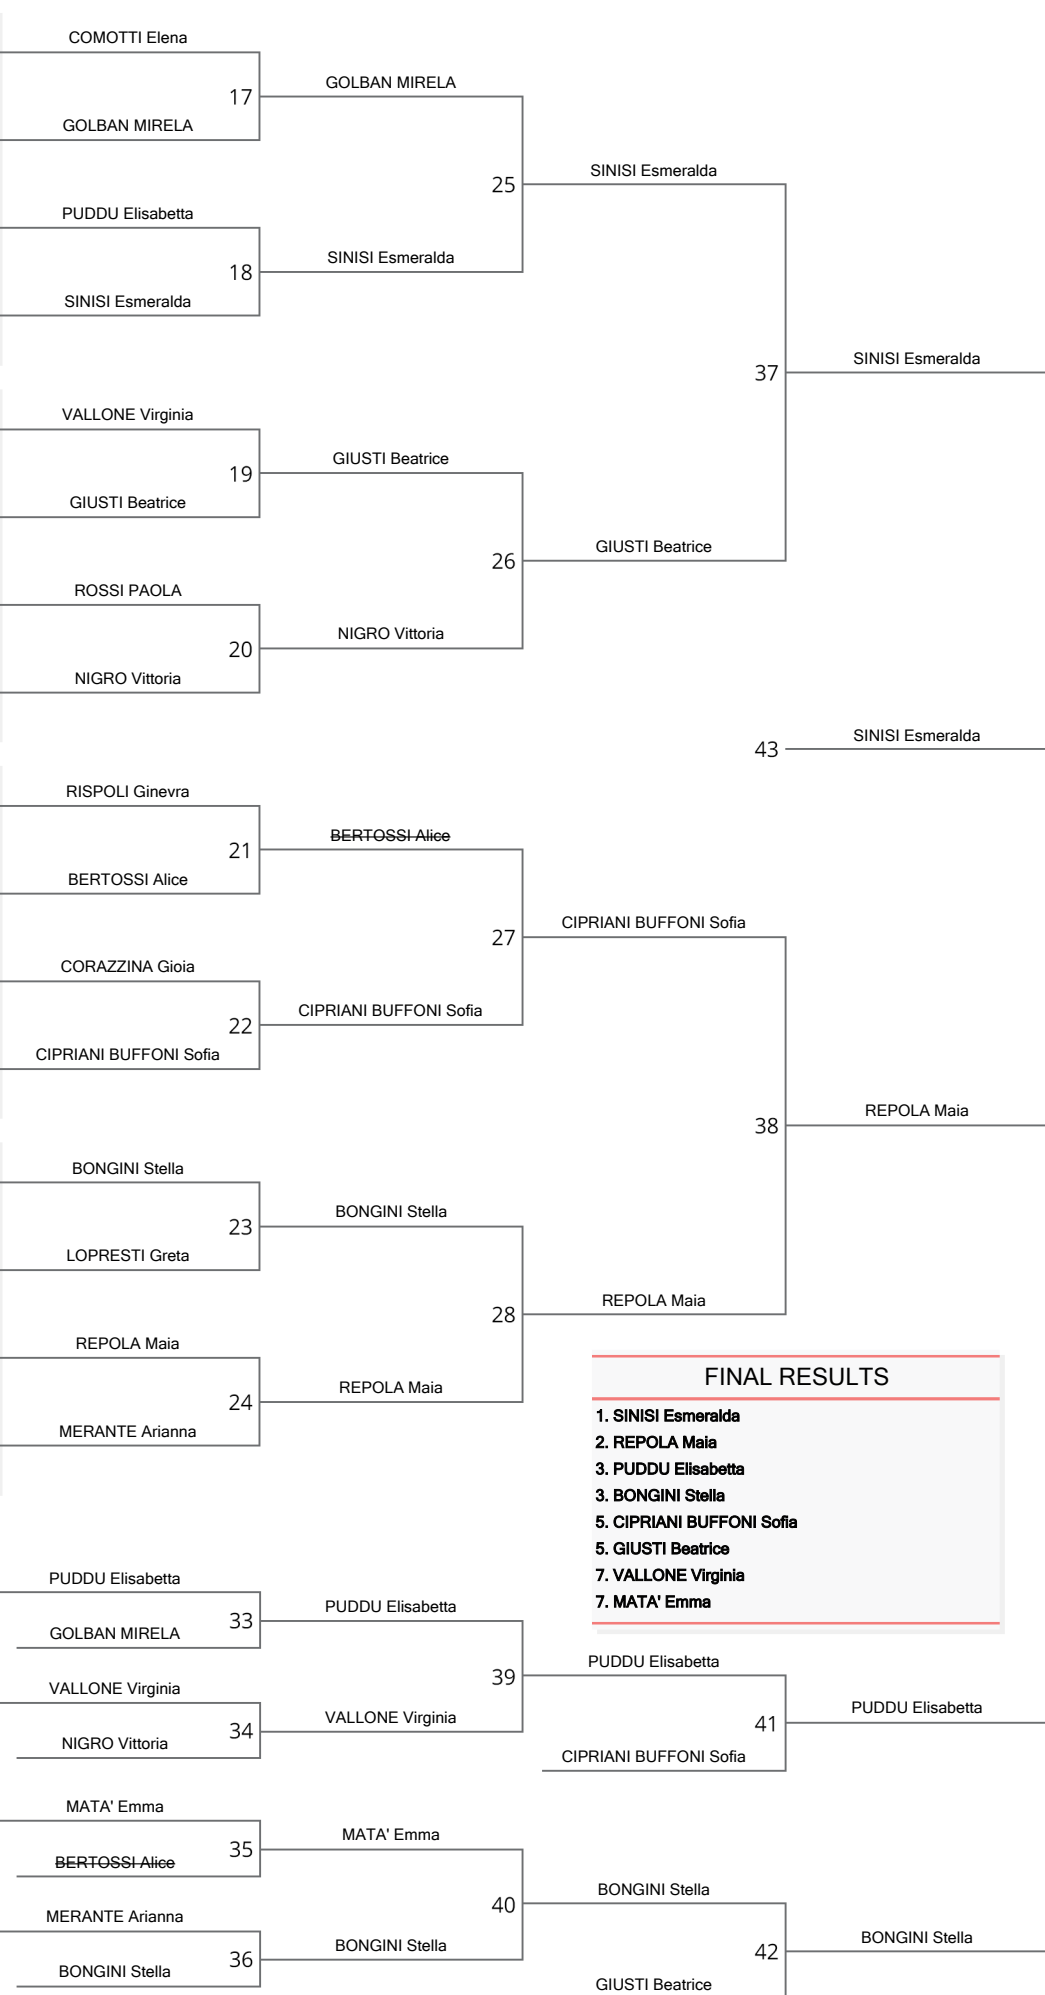 COMOTTI Elena
17
GOLBAN MIRELA
GOLBAN MIRELA
25
SINISI Esmeralda
PUDDU Elisabetta
18
SINISI Esmeralda
SINISI Esmeralda
37
SINISI Esmeralda
VALLONE Virginia
19
GIUSTI Beatrice
GIUSTI Beatrice
26
GIUSTI Beatrice
ROSSI PAOLA
20
NIGRO Vittoria
NIGRO Vittoria
43
SINISI Esmeralda
RISPOLI Ginevra
21
BERTOSSI Alice
BERTOSSI Alice
27
CIPRIANI BUFFONI Sofia
CORAZZINA Gioia
22
CIPRIANI BUFFONI Sofia
CIPRIANI BUFFONI Sofia
38
REPOLA Maia
BONGINI Stella
23
BONGINI Stella
LOPRESTI Greta
28
REPOLA Maia
REPOLA Maia
24
REPOLA Maia
MERANTE Arianna
FINAL RESULTS
1. SINISI Esmeralda
2. REPOLA Maia
3. PUDDU Elisabetta
3. BONGINI Stella
5. CIPRIANI BUFFONI Sofia
5. GIUSTI Beatrice
7. VALLONE Virginia
7. MATA' Emma
PUDDU Elisabetta
33
PUDDU Elisabetta
GOLBAN MIRELA
39
PUDDU Elisabetta
VALLONE Virginia
34
VALLONE Virginia
NIGRO Vittoria
41
PUDDU Elisabetta
CIPRIANI BUFFONI Sofia
MATA' Emma
35
MATA' Emma
BERTOSSI Alice
40
BONGINI Stella
MERANTE Arianna
36
BONGINI Stella
BONGINI Stella
42
BONGINI Stella
GIUSTI Beatrice